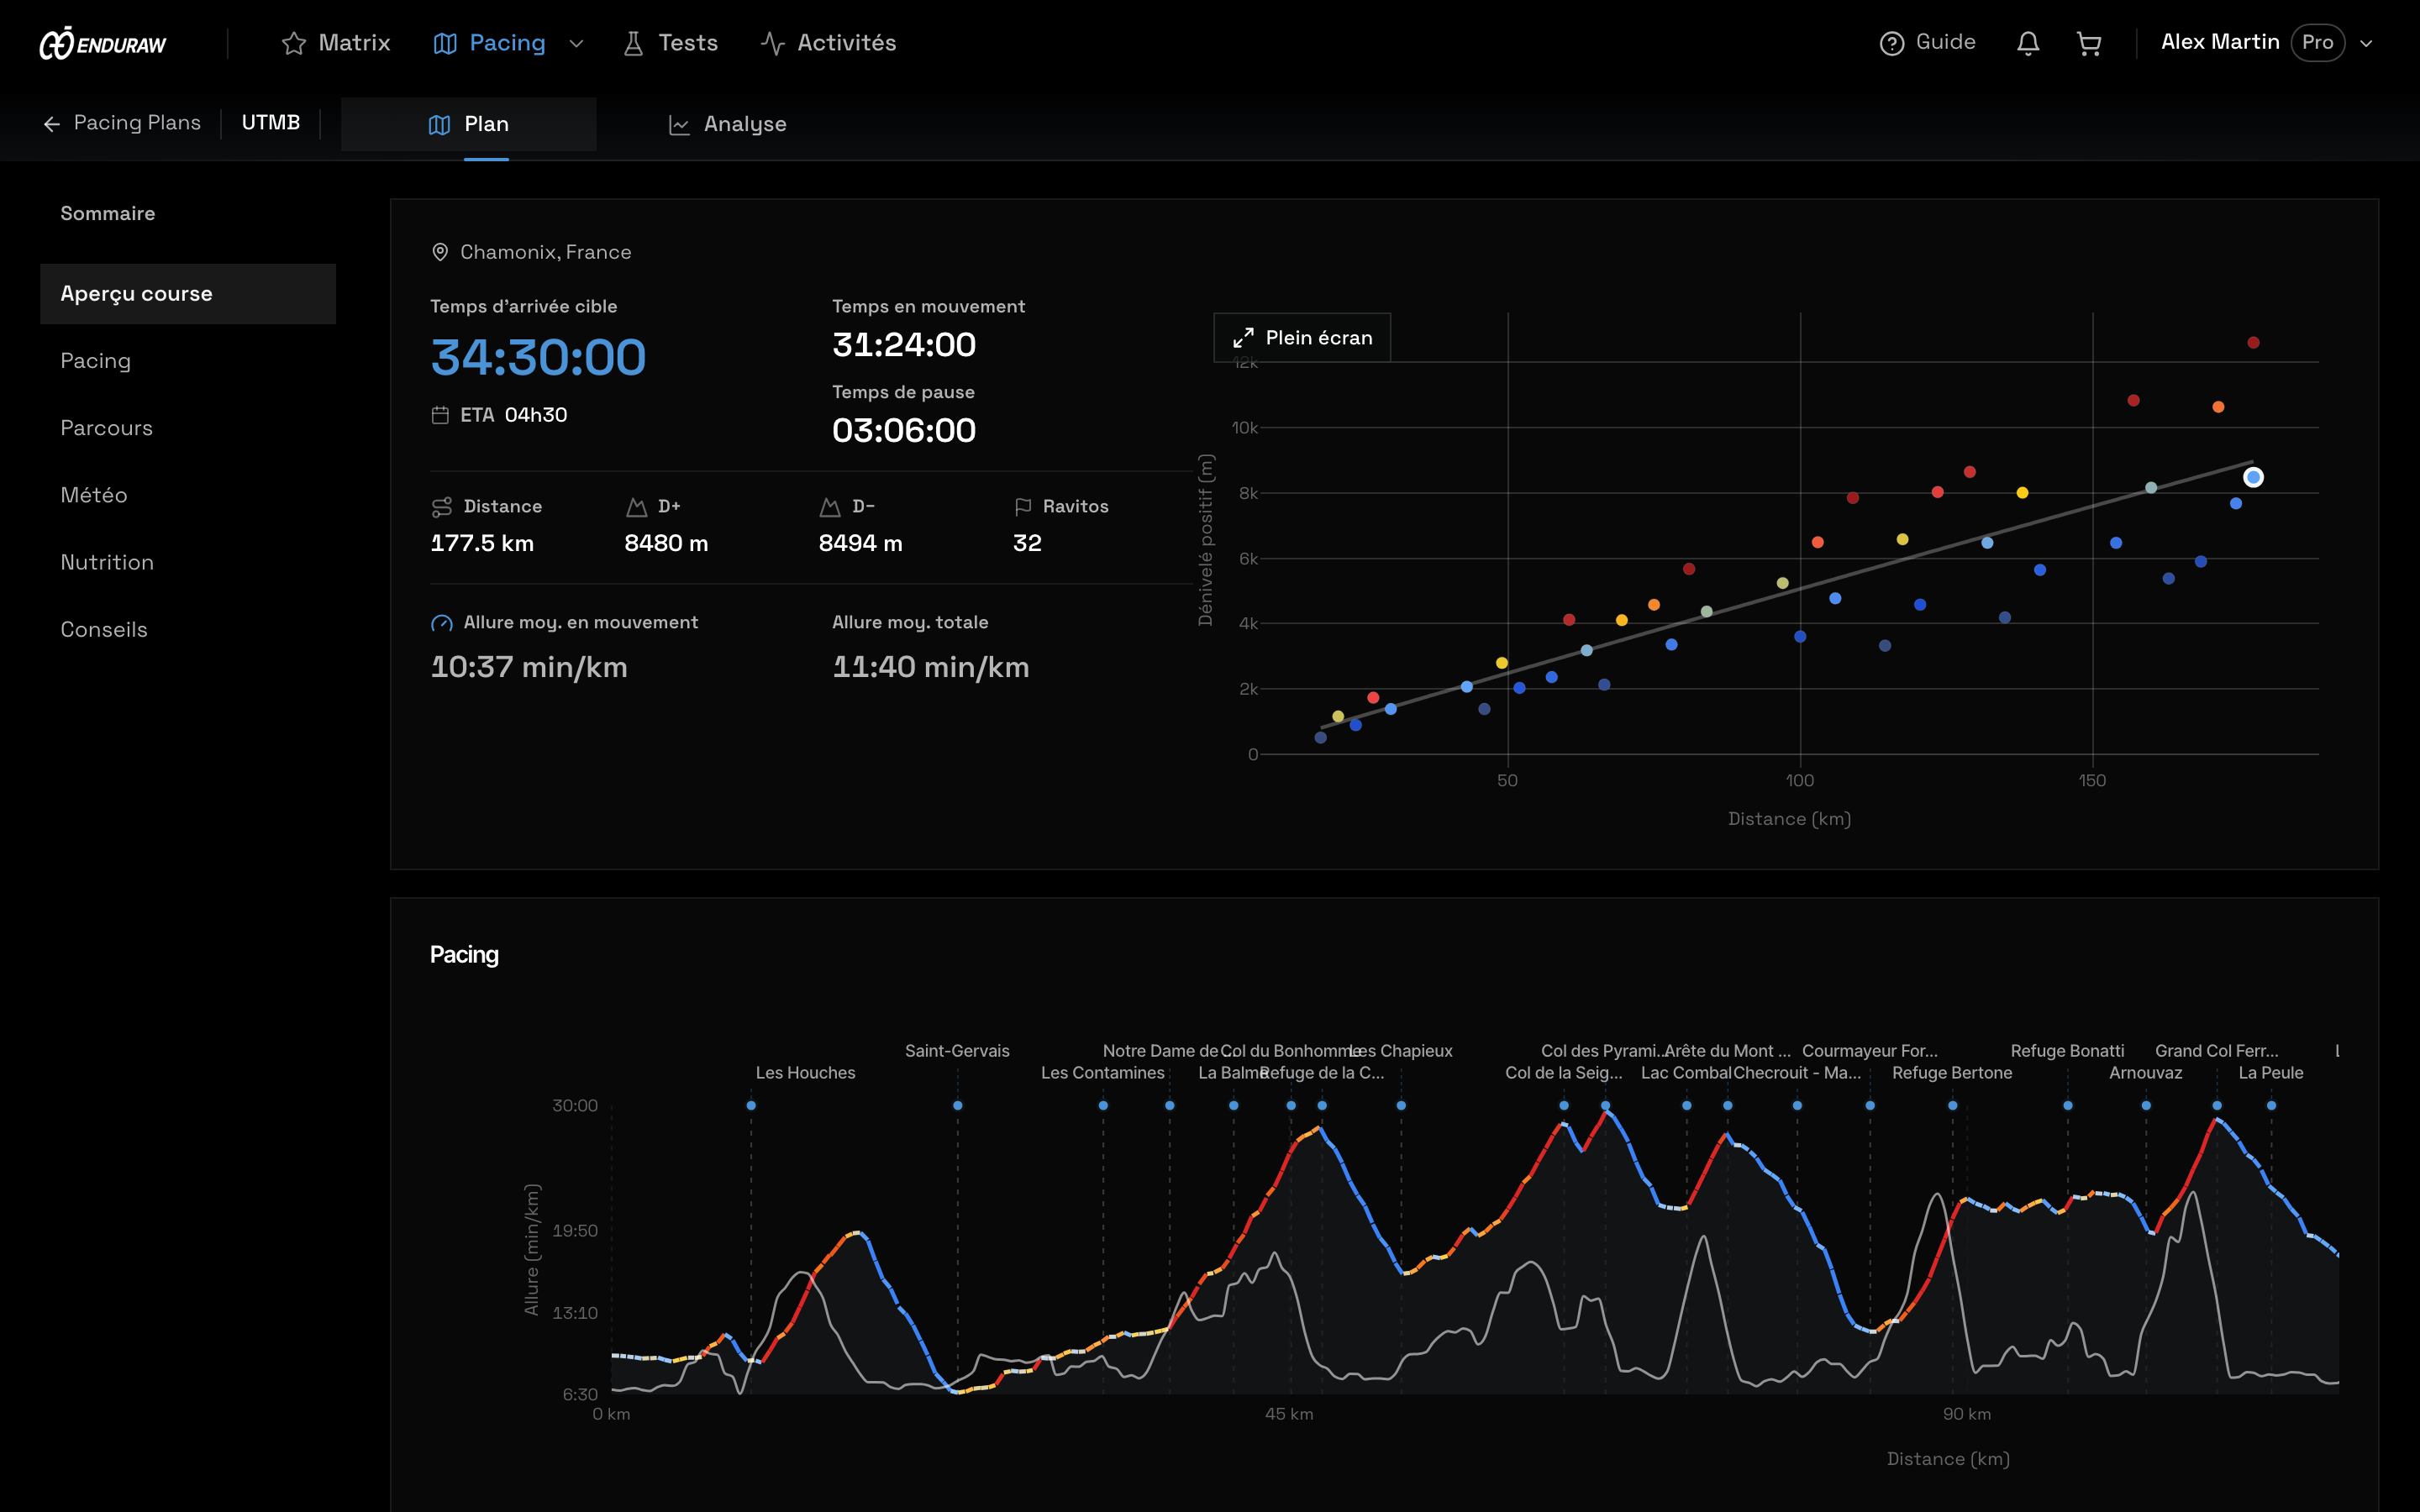 ENDURAW
Matrix
Pacing
Tests
Activités
Guide
Alex Martin
Pro
Pacing Plans
UTMB
Plan
Analyse
Sommaire
Aperçu course
Pacing
Parcours
Météo
Nutrition
Conseils
Chamonix, France
Temps d'arrivée cible
34:30:00
ETA 04h30
Temps en mouvement
31:24:00
Temps de pause
03:06:00
Distance
177.5 km
D+
8480 m
D-
8494 m
Ravitos
32
Allure moy. en mouvement
10:37 min/km
Allure moy. totale
11:40 min/km
Plein écran
12k
10k
8k
6k
4k
2k
0
Dénivelé positif (m)
50
100
150
Distance (km)
Pacing
Saint-Gervais
Notre Dame de ...
Col du Bonhomme
Les Chapieux
Col des Pyrami...
Arête du Mont ...
Courmayeur For...
Refuge Bonatti
Grand Col Ferr...
Les Houches
Les Contamines
La Balme
Refuge de la C...
Col de la Seig...
Lac Combal
Checrouit - Ma...
Refuge Bertone
Arnouvaz
La Peule
30:00
19:50
13:10
6:30
Allure (min/km)
0 km
45 km
90 km
Distance (km)